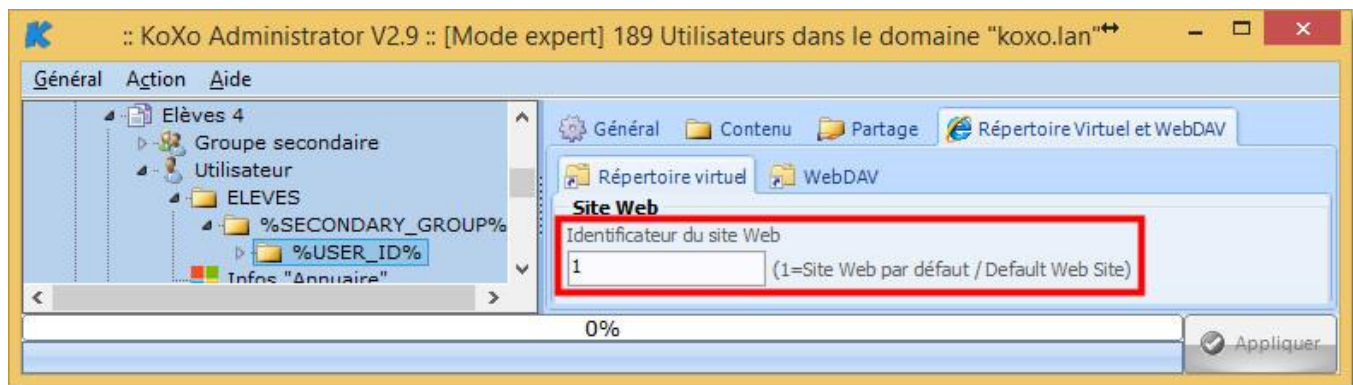 :: KoXo Administrator V2.9 :: [Mode expert] 189 Utilisateurs dans le domaine "koxo.lan"
Général Action Aide
Elèves 4
Groupe secondaire
Utilisateur
ELEVES
%SECONDARY_GROUP%
%USER_ID%
Infos "Annuaire"
Général Contenu Partage Répertoire Virtuel et WebDAV
Répertoire virtuel WebDAV
Site Web
Identificateur du site Web
1 (1=Site Web par défaut / Default Web Site)
0%
Appliquer